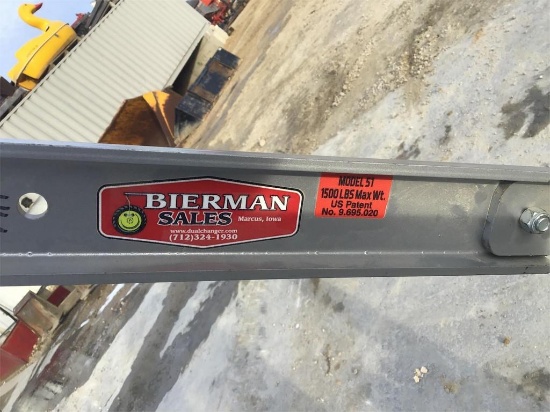 BIERMAN
SALES
Marcus, Iowa
www.dualchanger.com
(712)324-1930
MODEL 51
1500 LBS Max Wt.
US Patent
No. 9.695.020